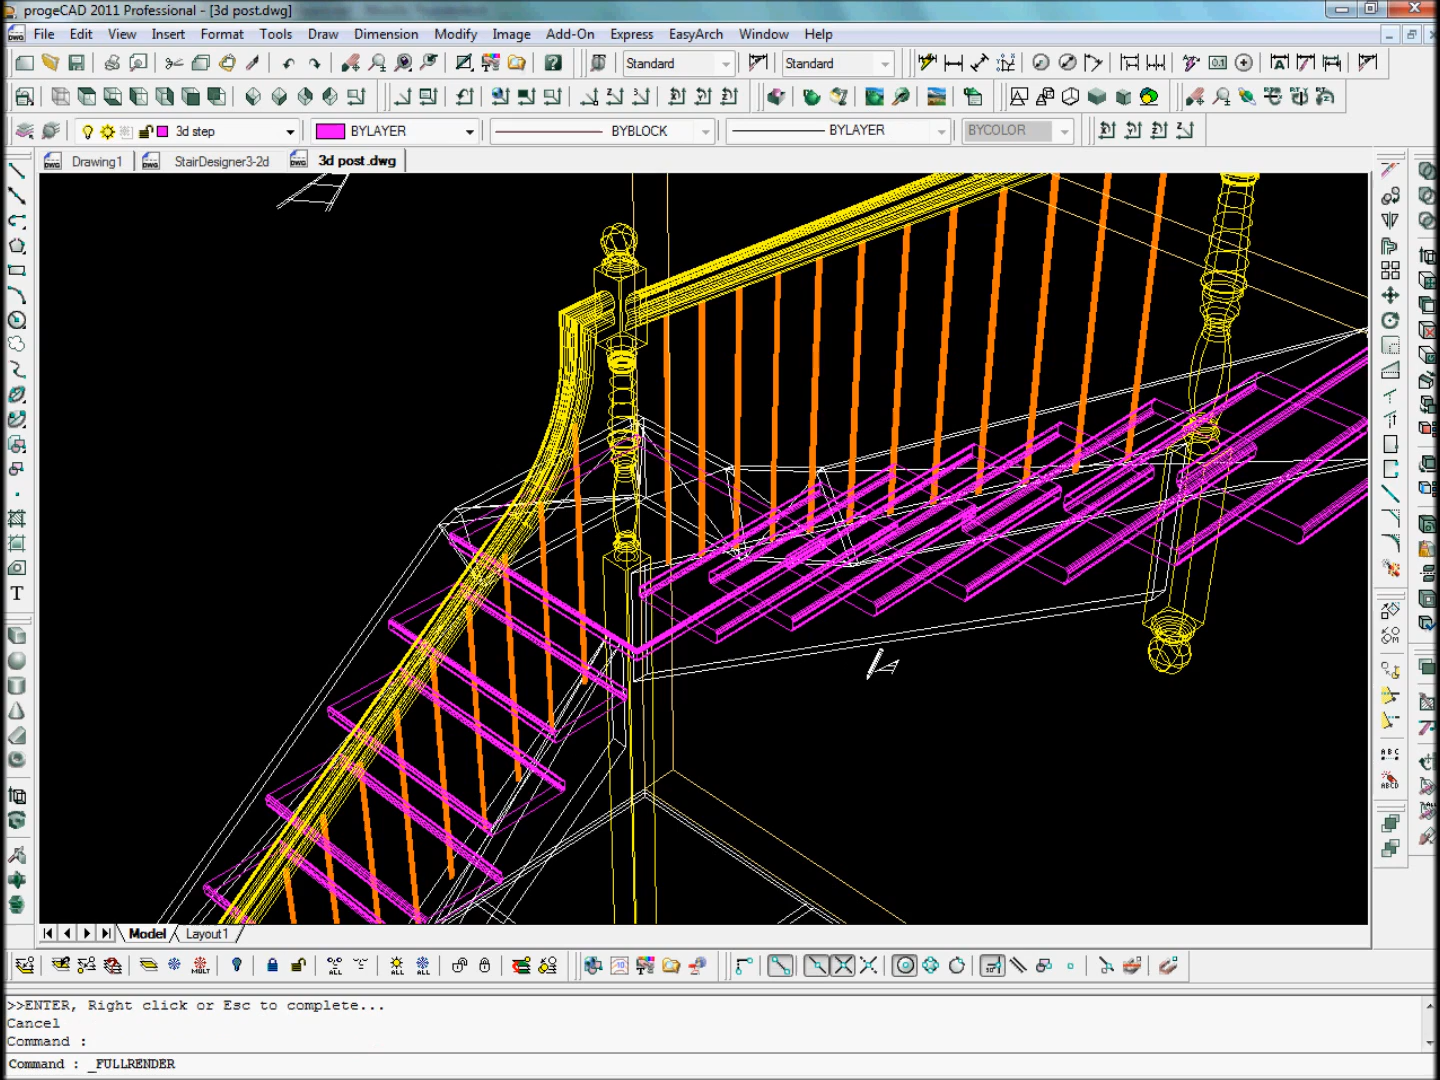 progeCAD 2011 Professional - [3d post.dwg]
File Edit View Insert Format Tools Draw Dimension Modify Image Add-On Express EasyArch Window Help
Standard Standard
3d step BYLAYER BYBLOCK BYLAYER BYCOLOR
Drawing1 StairDesigner3-2d 3d post.dwg
T
Model Layout1
>>ENTER, Right click or Esc to complete...
Cancel
Command :
Command : _FULLRENDER